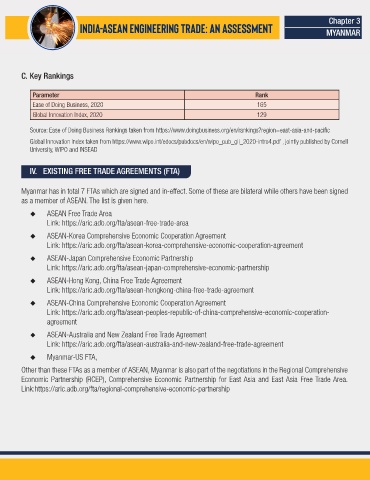 INDIA-ASEAN ENGINEERING TRADE: AN ASSESSMENT
Chapter 3
MYANMAR
C. Key Rankings
Parameter Rank
Ease of Doing Business, 2020 165
Global Innovation Index, 2020 129
Source: Ease of Doing Business Rankings taken from https://www.doingbusiness.org/en/rankings?region=east-asia-and-pacific
Global Innovation Index taken from https://www.wipo.int/edocs/pubdocs/en/wipo_pub_gii_2020-intro4.pdf , jointly published by Cornell
University, WIPO and INSEAD
IV. EXISTING FREE TRADE AGREEMENTS (FTA)
Myanmar has in total 7 FTAs which are signed and in-effect. Some of these are bilateral while others have been signed
as a member of ASEAN. The list is given here.
◆ ASEAN Free Trade Area
Link: https://aric.adb.org/fta/asean-free-trade-area
◆ ASEAN-Korea Comprehensive Economic Cooperation Agreement
Link: https://aric.adb.org/fta/asean-korea-comprehensive-economic-cooperation-agreement
◆ ASEAN-Japan Comprehensive Economic Partnership
Link: https://aric.adb.org/fta/asean-japan-comprehensive-economic-partnership
◆ ASEAN-Hong Kong, China Free Trade Agreement
Link: https://aric.adb.org/fta/asean-hongkong-china-free-trade-agreement
◆ ASEAN-China Comprehensive Economic Cooperation Agreement
Link: https://aric.adb.org/fta/asean-peoples-republic-of-china-comprehensive-economic-cooperation-
agreement
◆ ASEAN-Australia and New Zealand Free Trade Agreement
Link: https://aric.adb.org/fta/asean-australia-and-new-zealand-free-trade-agreement
◆ Myanmar-US FTA,
Other than these FTAs as a member of ASEAN, Myanmar is also part of the negotiations in the Regional Comprehensive
Economic Partnership (RCEP), Comprehensive Economic Partnership for East Asia and East Asia Free Trade Area.
Link:https://aric.adb.org/fta/regional-comprehensive-economic-partnership